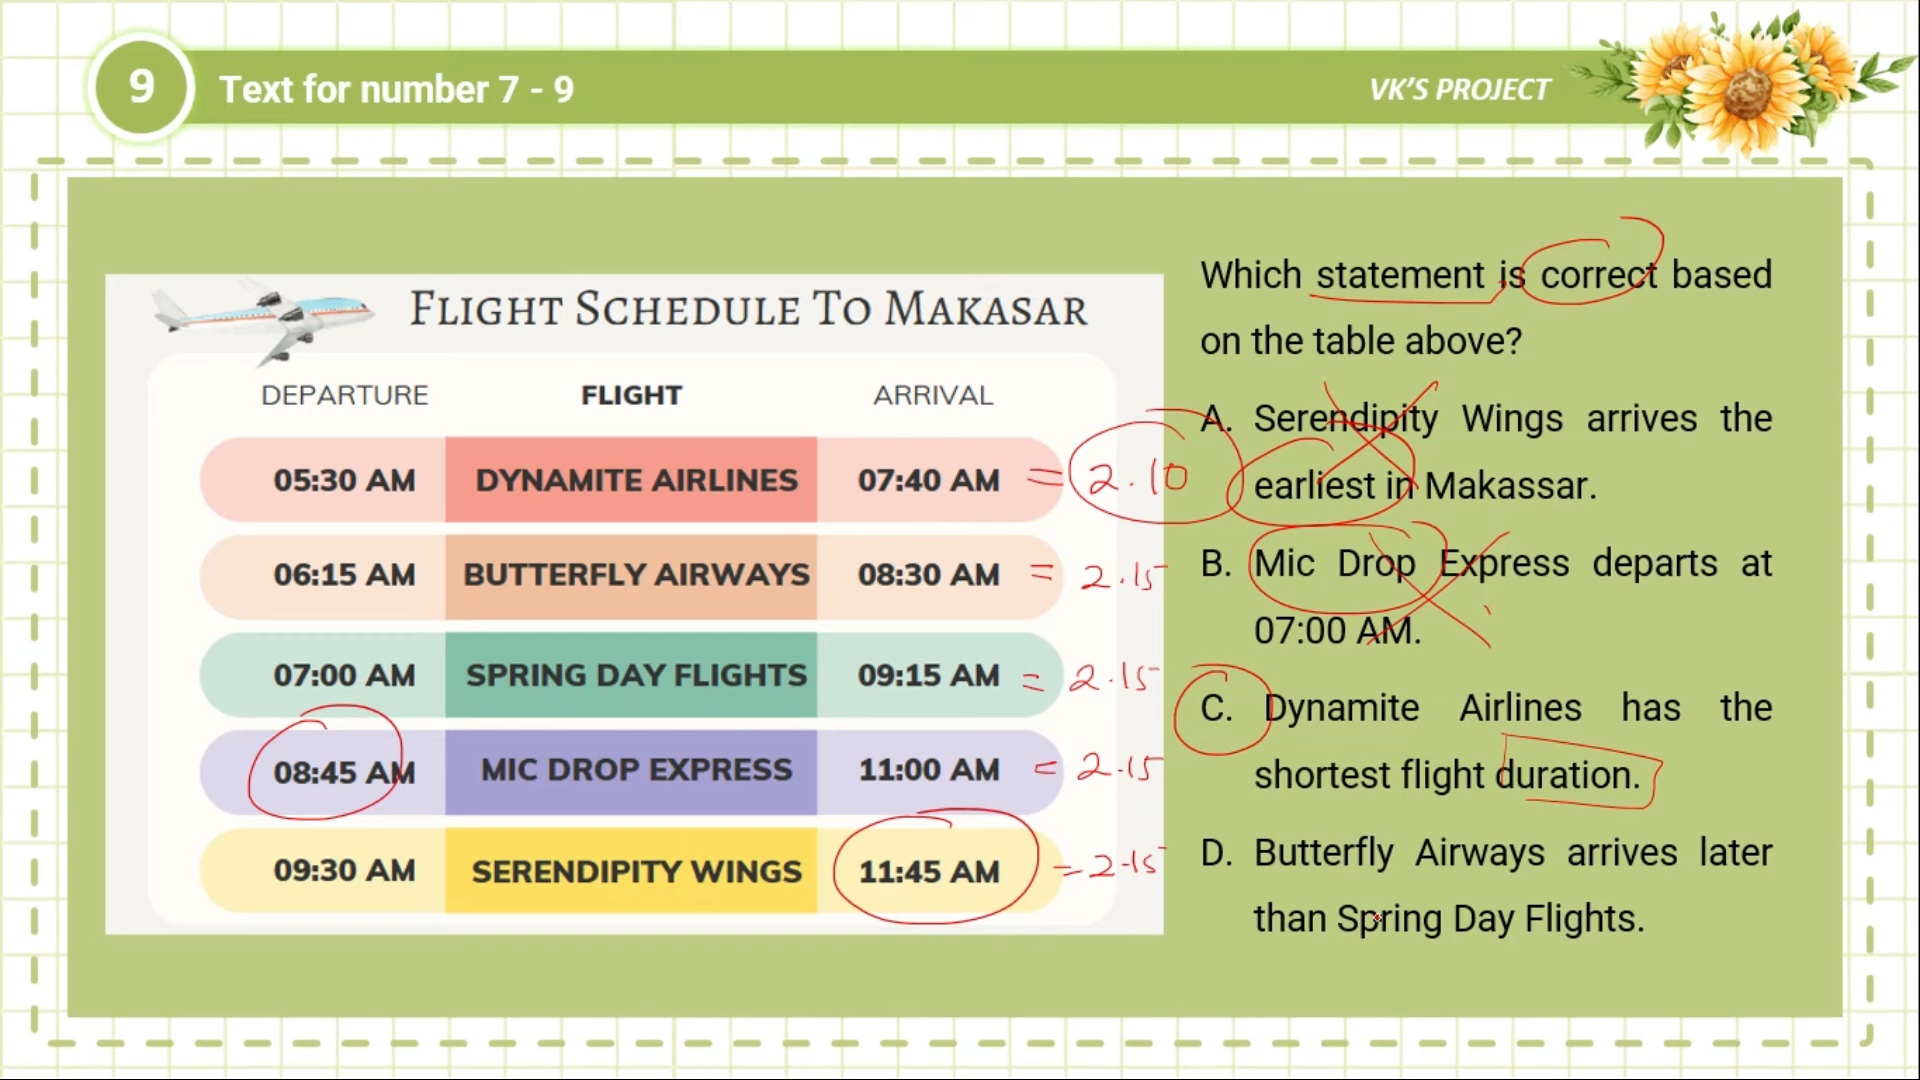 9
Text for number 7 - 9
VK'S PROJECT
FLIGHT SCHEDULE TO MAKASAR
DEPARTURE FLIGHT ARRIVAL
05:30 AM DYNAMITE AIRLINES 07:40 AM = 2.10
06:15 AM BUTTERFLY AIRWAYS 08:30 AM = 2.15
07:00 AM SPRING DAY FLIGHTS 09:15 AM = 2.15
08:45 AM MIC DROP EXPRESS 11:00 AM = 2.15
09:30 AM SERENDIPITY WINGS 11:45 AM = 2.15
Which statement is correct based
on the table above?
A. Serendipity Wings arrives the
earliest in Makassar.
B. Mic Drop Express departs at
07:00 AM.
C. Dynamite Airlines has the
shortest flight duration.
D. Butterfly Airways arrives later
than Spring Day Flights.